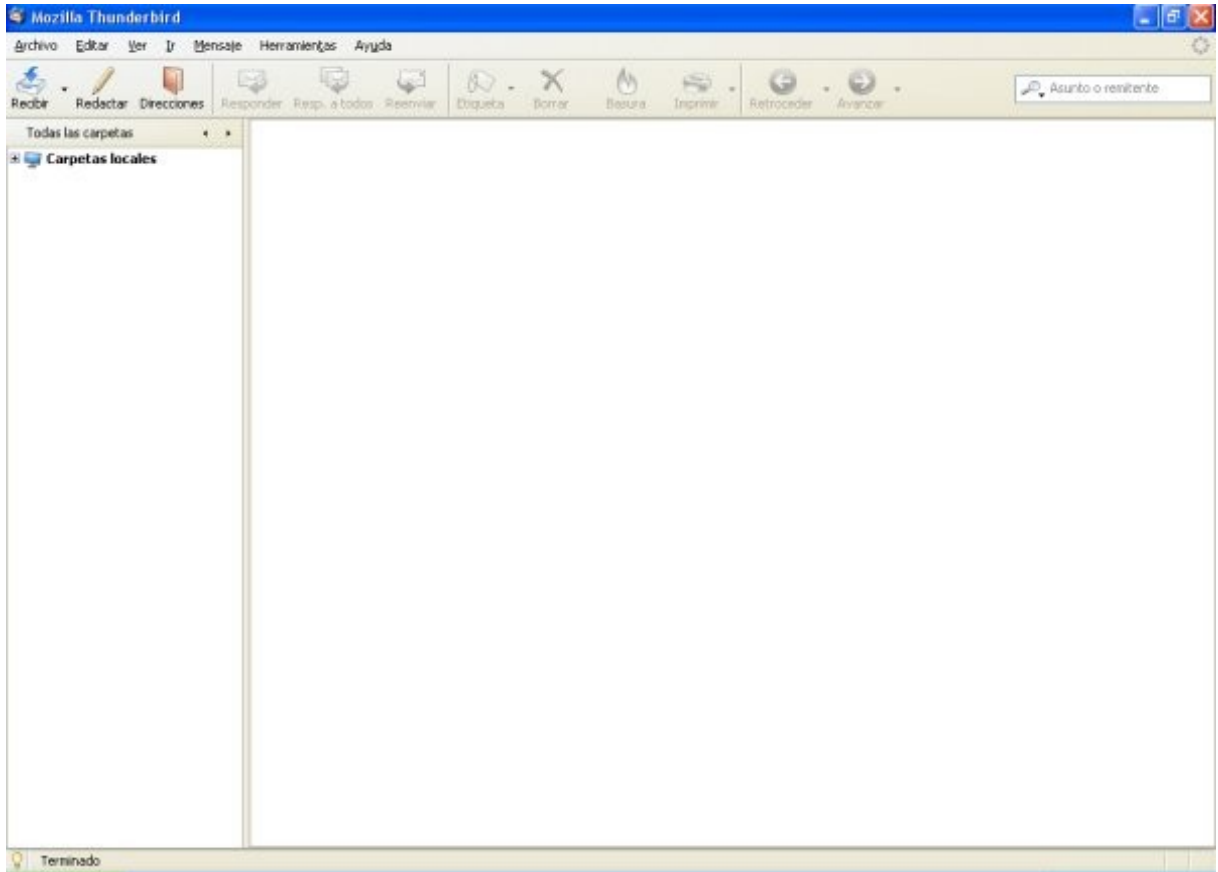 Mozilla Thunderbird
Archivo Editar Ver Ir Mensaje Herramientas Ayuda
Recibir Redactar Direcciones Responder Resp. a todos Reenviar Etiqueta Borrar Basura Imprimir Retroceder Avanzar Asunto o remitente
Todas las carpetas
Carpetas locales
Terminado